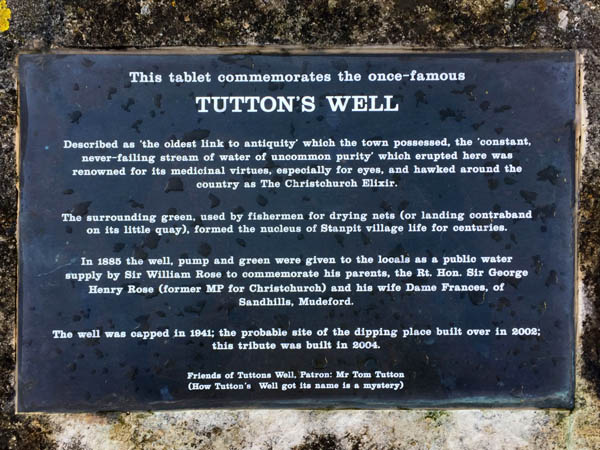 This tablet commemorates the once-famous
TUTTON'S WELL
Described as 'the oldest link to antiquity' which the town possessed, the 'constant,
never-failing stream of water of uncommon purity' which erupted here was
renowned for its medicinal virtues, especially for eyes, and hawked around the
country as The Christchurch Elixir.
The surrounding green, used by fishermen for drying nets (or landing contraband
on its little quay), formed the nucleus of Stanpit village life for centuries.
In 1885 the well, pump and green were given to the locals as a public water
supply by Sir William Rose to commemorate his parents, the Rt. Hon. Sir George
Henry Rose (former MP for Christchurch) and his wife Dame Frances, of
Sandhills, Mudeford.
The well was capped in 1941; the probable site of the dipping place built over in 2002;
this tribute was built in 2004.
Friends of Tuttons Well, Patron: Mr Tom Tutton
(How Tutton's Well got its name is a mystery)